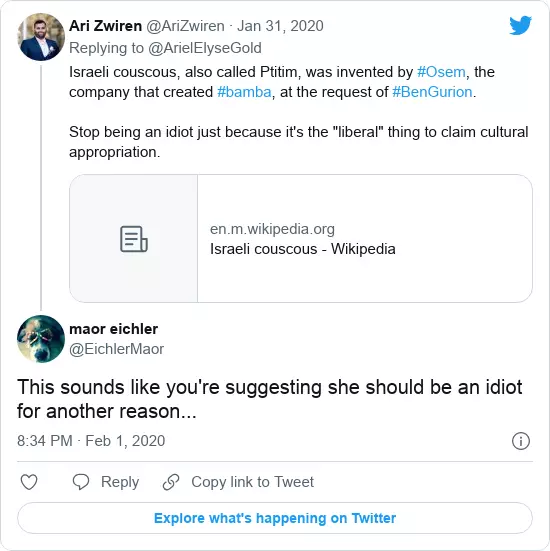 Ari Zwiren @AriZwiren · Jan 31, 2020
Replying to @ArielElyseGold
Israeli couscous, also called Ptitim, was invented by #Osem, the
company that created #bamba, at the request of #BenGurion.
Stop being an idiot just because it's the "liberal" thing to claim cultural
appropriation.
en.m.wikipedia.org
Israeli couscous - Wikipedia
maor eichler
@EichlerMaor
This sounds like you're suggesting she should be an idiot
for another reason...
8:34 PM · Feb 1, 2020
Reply
Copy link to Tweet
Explore what's happening on Twitter